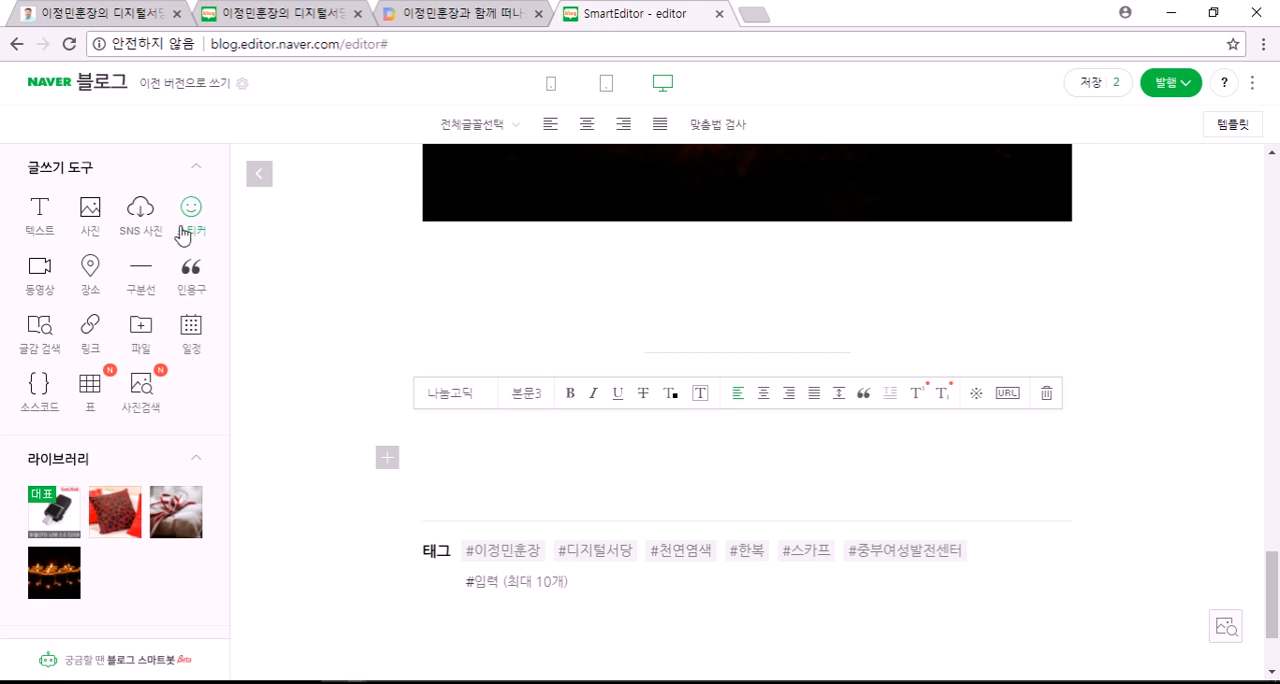 이정민훈장의 디지털서당
이정민훈장의 디지털서당
이정민훈장과 함께 떠나
SmartEditor - editor
안전하지 않음 blog.editor.naver.com/editor#
NAVER 블로그 이전 버전으로 쓰기
저장 2
발행
?
전체글꼴선택
맞춤법 검사
템플릿
글쓰기 도구
텍스트 사진 SNS 사진
동영상 장소 구분선 인용구
글감 검색 링크 파일 일정
N N
소스코드 표 사진검색
나눔고딕 본문3 B I U T T T T T URL
라이브러리
대표
태그 #이정민훈장 #디지털서당 #천연염색 #한복 #스카프 #중부여성발전센터
#입력 (최대 10개)
궁금할 땐 블로그 스마트봇 Beta